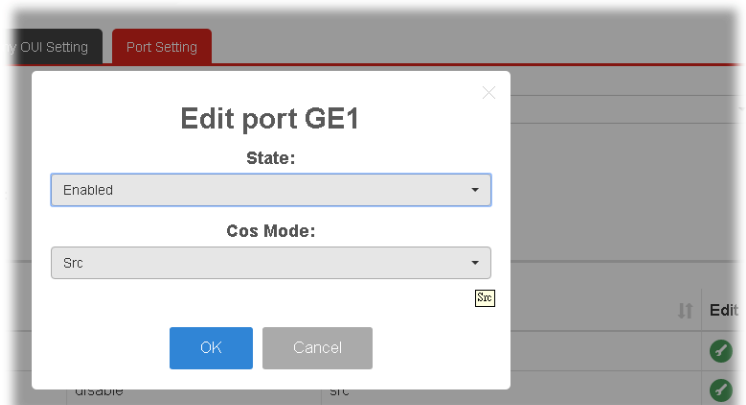 y OUI Setting Port Setting
Edit port GE1
State:
Enabled
Cos Mode:
Src
Src
Edit
OK Cancel
disable src